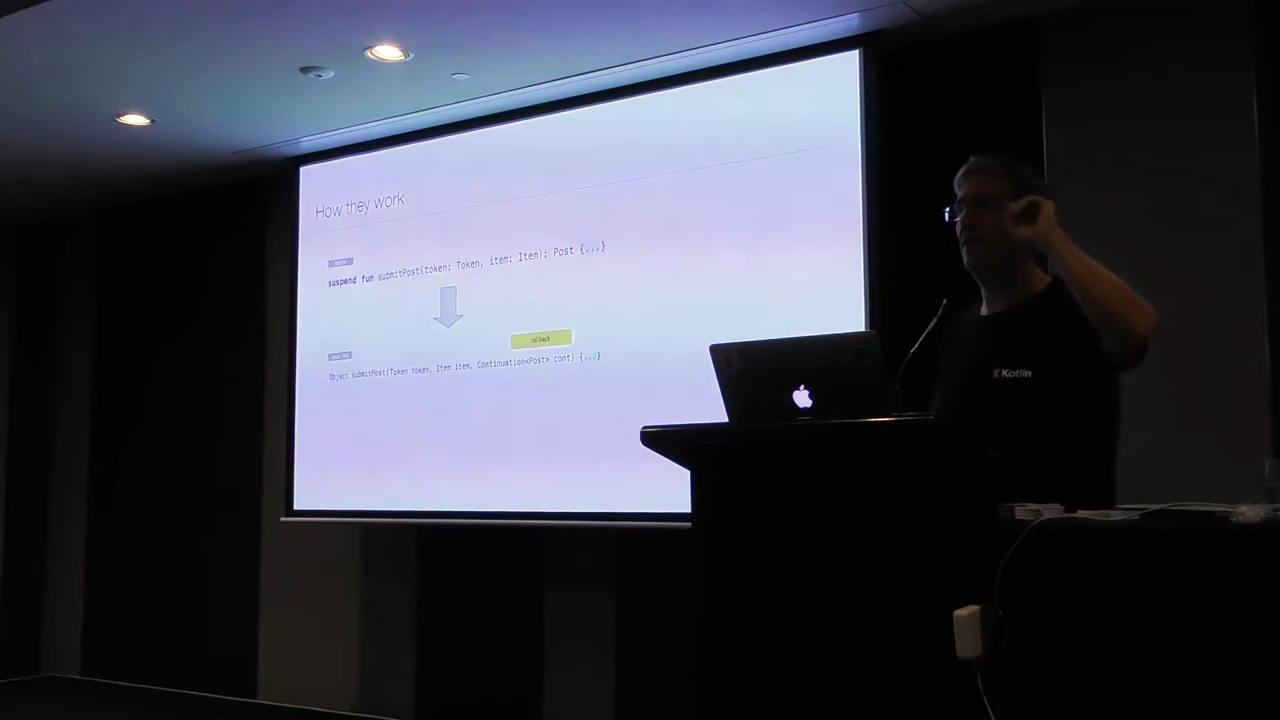 How they work
Kotlin
suspend fun submitPost(token: Token, item: Item): Post {...}
callback
Java/JVM
Object submitPost(Token token, Item item, Continuation<Post> cont) {...}
Kotlin